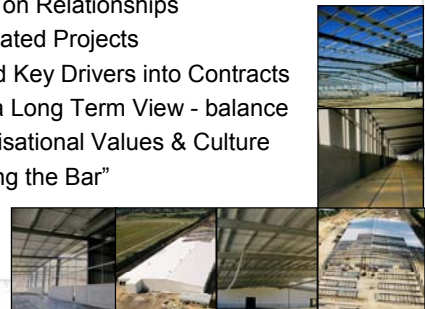 on Relationships
ated Projects
d Key Drivers into Contracts
a Long Term View - balance
isational Values & Culture
ng the Bar”